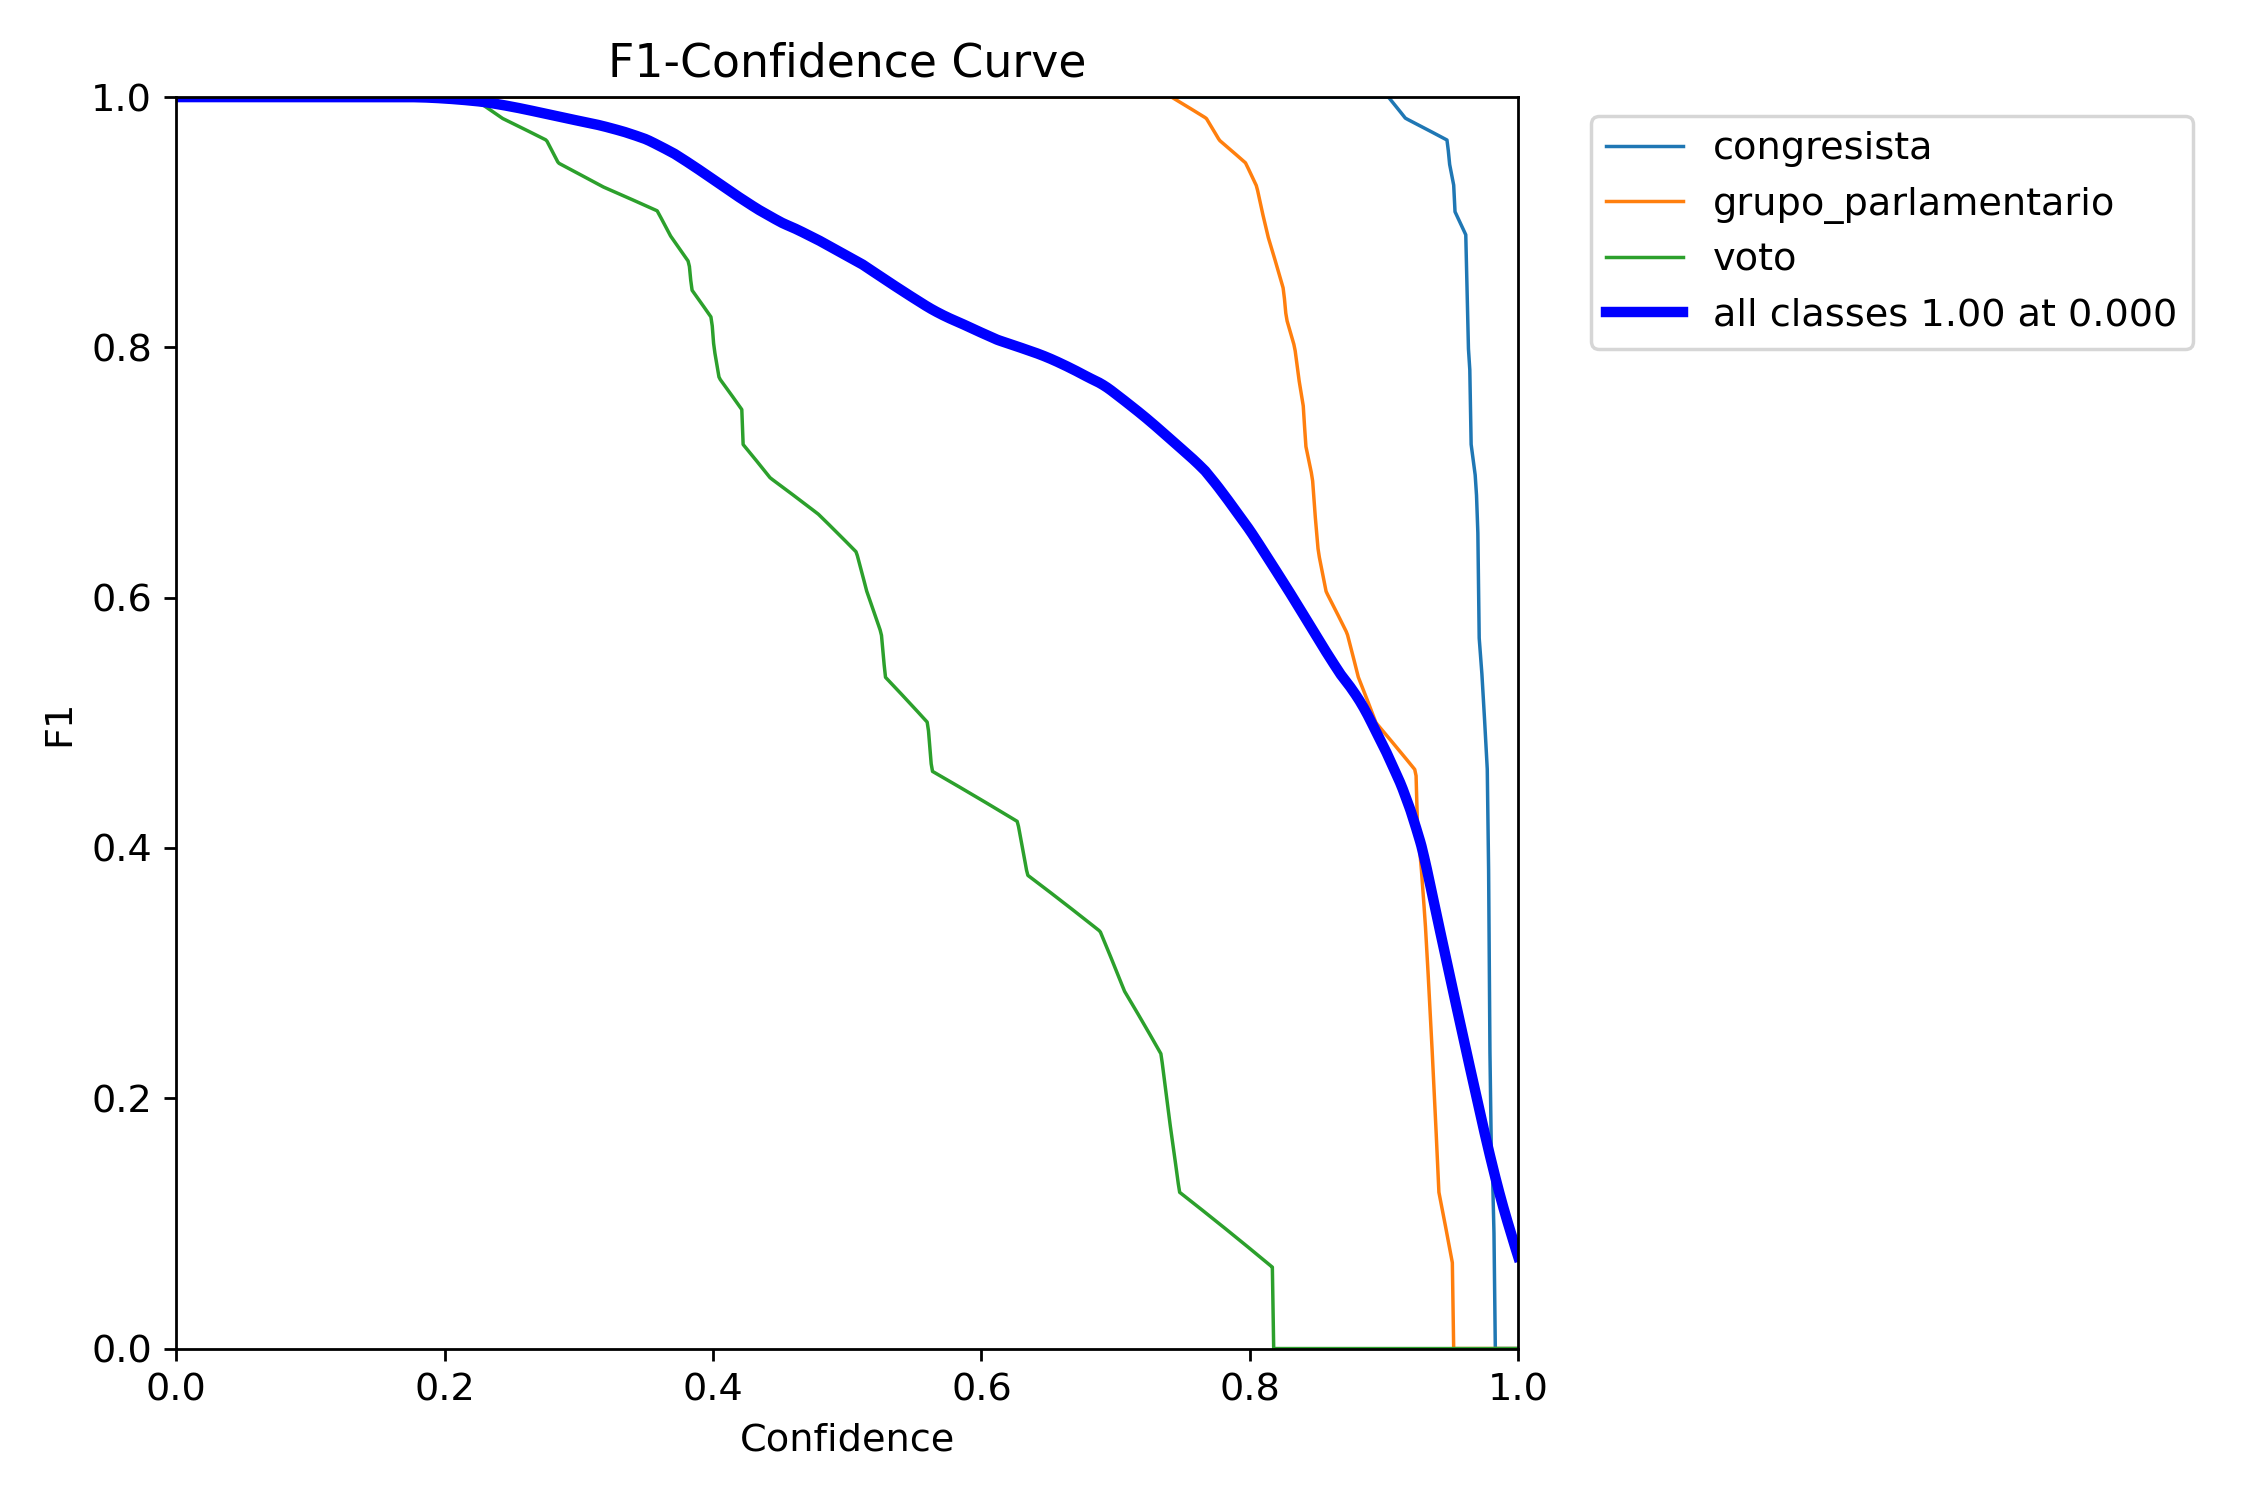 F1-Confidence Curve
1.0
0.8
0.6
0.4
0.2
0.0
F1
0.0 0.2 0.4 0.6 0.8 1.0
Confidence
congresista
grupo_parlamentario
voto
all classes 1.00 at 0.000